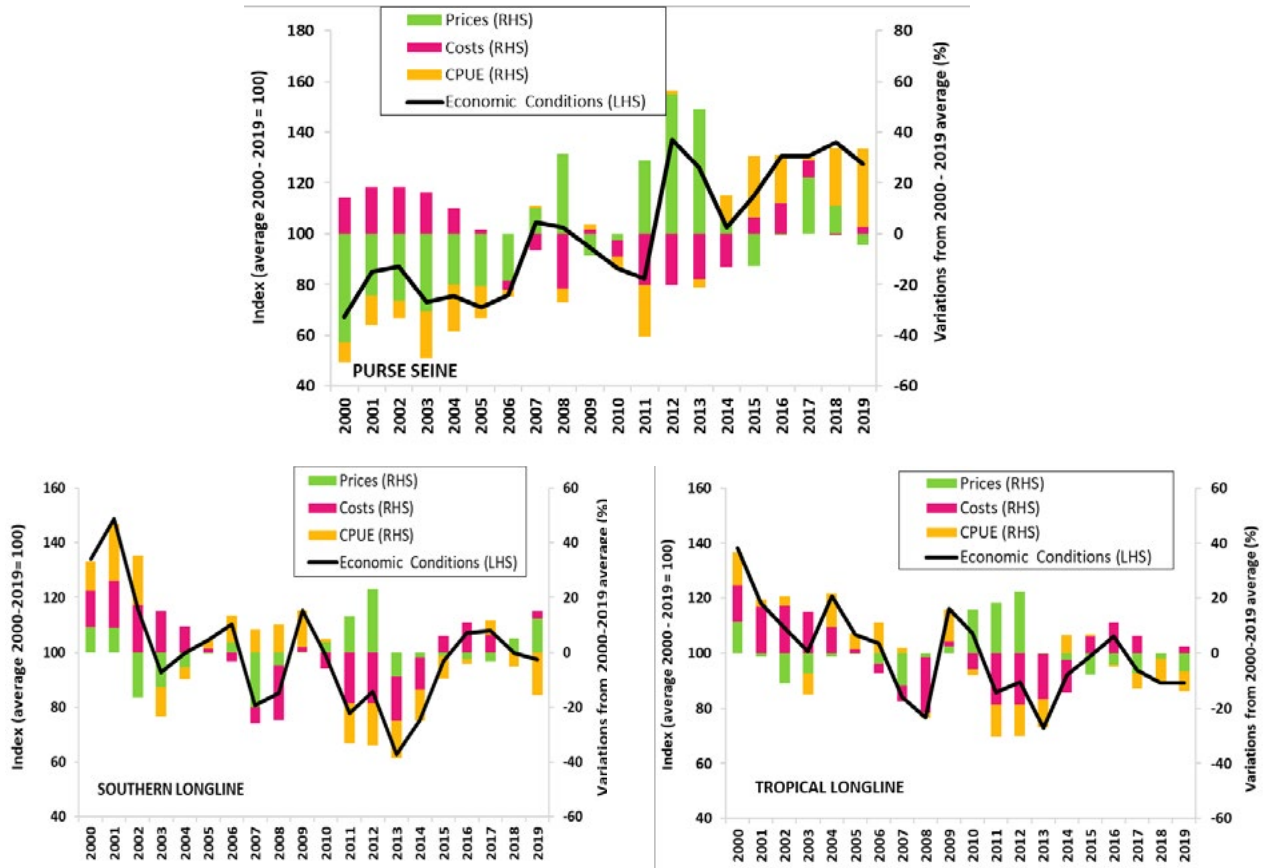 Prices (RHS)
Costs (RHS)
CPUE (RHS)
Economic Conditions (LHS)
Index (average 2000 - 2019 = 100)
180
160
140
120
100
80
60
40
80
60
40
20
0
-20
-40
-60
Variations from 2000 - 2019 average (%)
PURSE SEINE
2000 2001 2002 2003 2004 2005 2006 2007 2008 2009 2010 2011 2012 2013 2014 2015 2016 2017 2018 2019
Prices (RHS)
Costs (RHS)
CPUE (RHS)
Economic Conditions (LHS)
Index (average 2000-2019= 100)
160
140
120
100
80
60
40
60
40
20
0
-20
-40
-60
Variations from 2000-2019 average (%)
SOUTHERN LONGLINE
2000 2001 2002 2003 2004 2005 2006 2007 2008 2009 2010 2011 2012 2013 2014 2015 2016 2017 2018 2019
Prices (RHS)
Costs (RHS)
CPUE (RHS)
Economic Conditions (LHS)
Index (average 2000 - 2019 = 100)
160
140
120
100
80
60
40
60
40
20
0
-20
-40
-60
Variations from 2000-2019 average (%)
TROPICAL LONGLINE
2000 2001 2002 2003 2004 2005 2006 2007 2008 2009 2010 2011 2012 2013 2014 2015 2016 2017 2018 2019